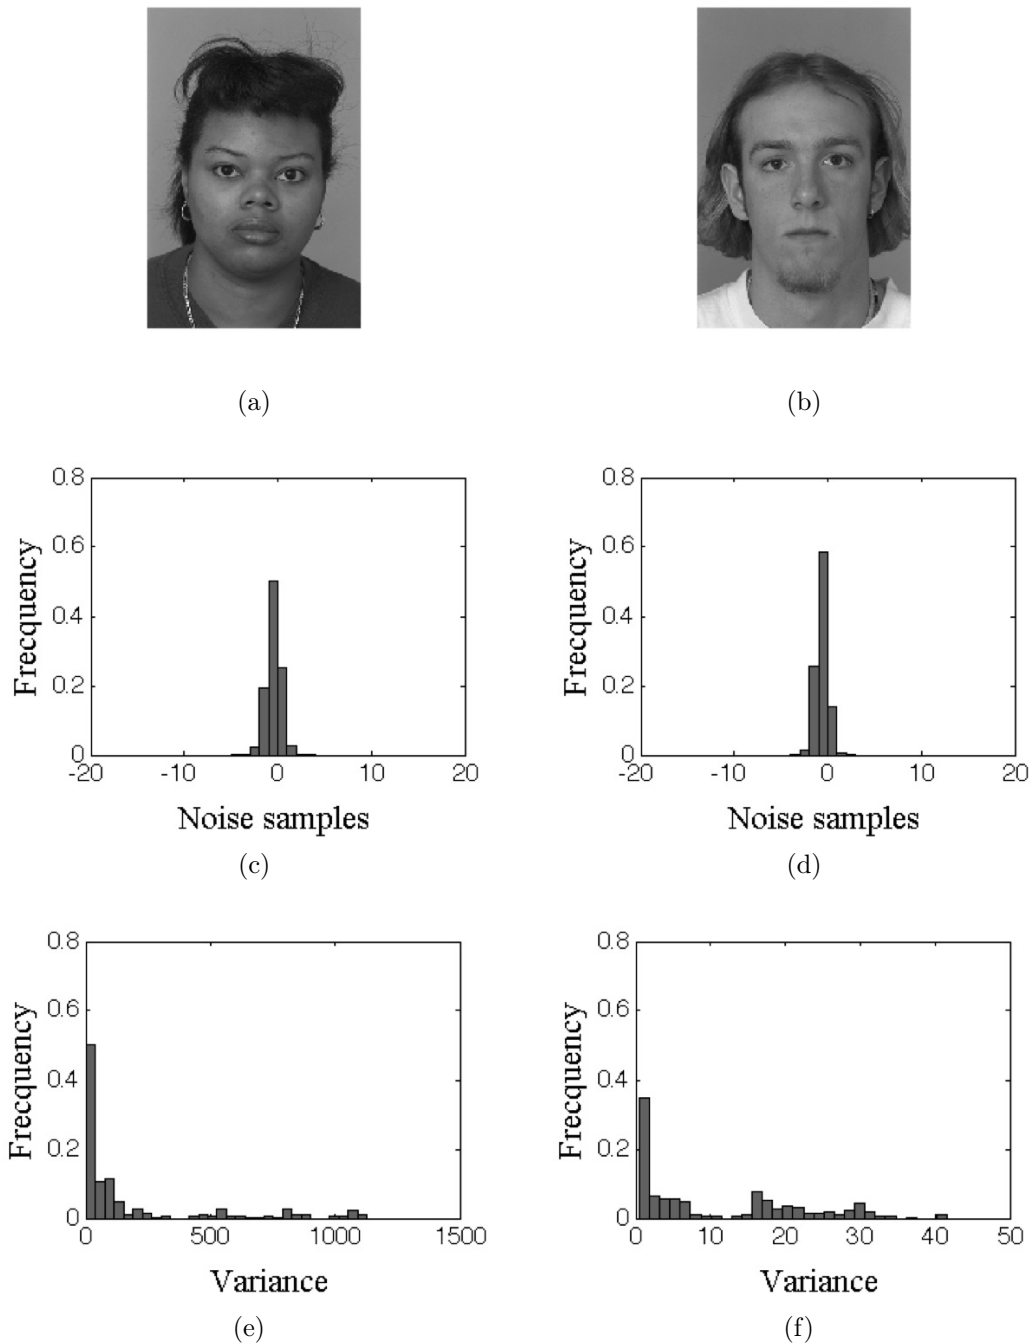 (a) (b)
0.8 0.8
0.6 0.6
0.4 0.4
0.2 0.2
0 0
Frecquency Frecquency
-20 -10 0 10 20 -20 -10 0 10 20
Noise samples Noise samples
(c) (d)
0.8 0.8
0.6 0.6
0.4 0.4
0.2 0.2
0 0
Frecquency Frecquency
0 500 1000 1500 0 10 20 30 40 50
Variance Variance
(e) (f)